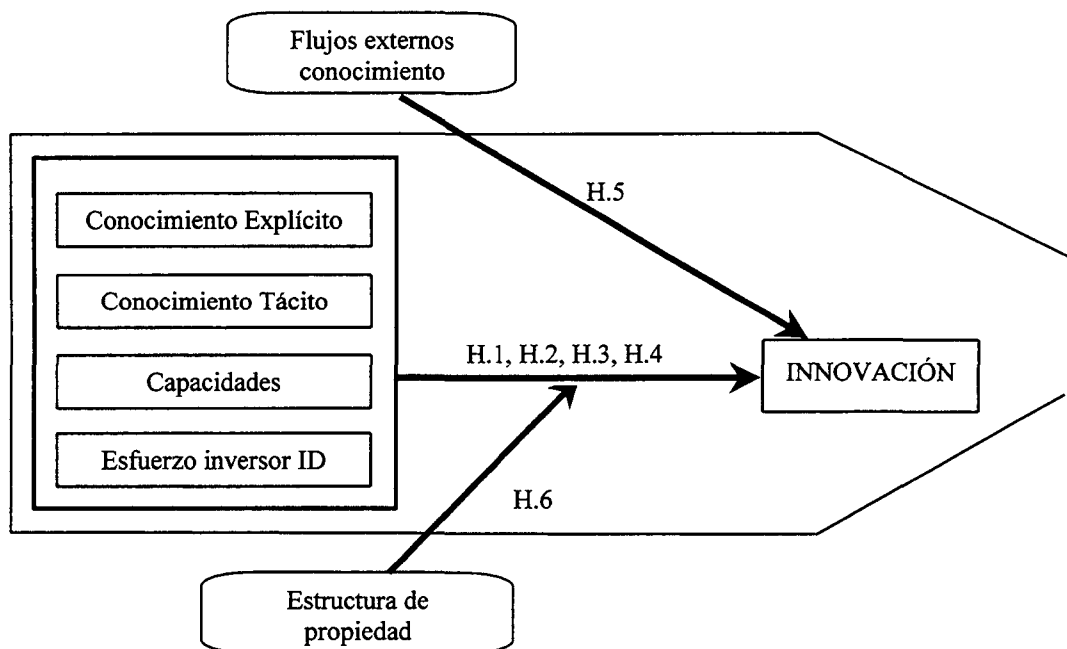 Flujos externos
conocimiento
H.5
Conocimiento Explícito
Conocimiento Tácito
Capacidades
Esfuerzo inversor ID
H.1, H.2, H.3, H.4
INNOVACIÓN
H.6
Estructura de
propiedad